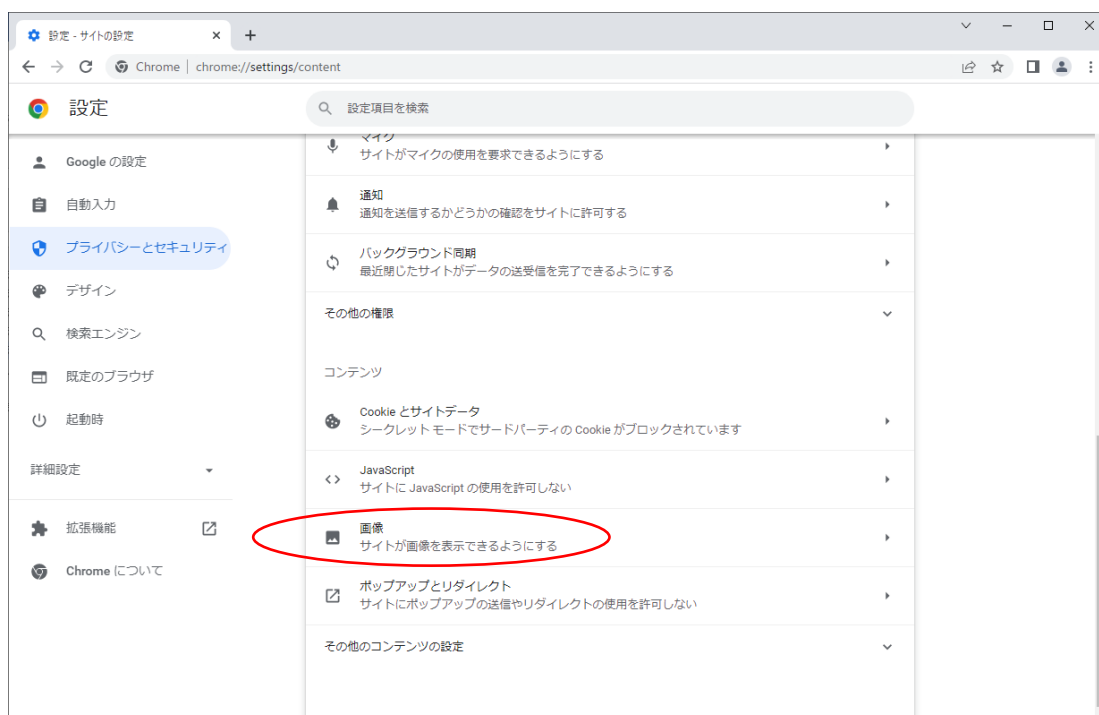 設定 - サイトの設定
Chrome | chrome://settings/content
設定
設定項目を検索
Google の設定
自動入力
プライバシーとセキュリティ
デザイン
検索エンジン
既定のブラウザ
起動時
詳細設定
拡張機能
Chrome について
マイク
サイトがマイクの使用を要求できるようにする
通知
通知を送信するかどうかの確認をサイトに許可する
バックグラウンド同期
最近閉じたサイトがデータの送受信を完了できるようにする
その他の権限
コンテンツ
Cookie とサイトデータ
シークレット モードでサードパーティの Cookie がブロックされています
JavaScript
サイトに JavaScript の使用を許可しない
画像
サイトが画像を表示できるようにする
ポップアップとリダイレクト
サイトにポップアップの送信やリダイレクトの使用を許可しない
その他のコンテンツの設定